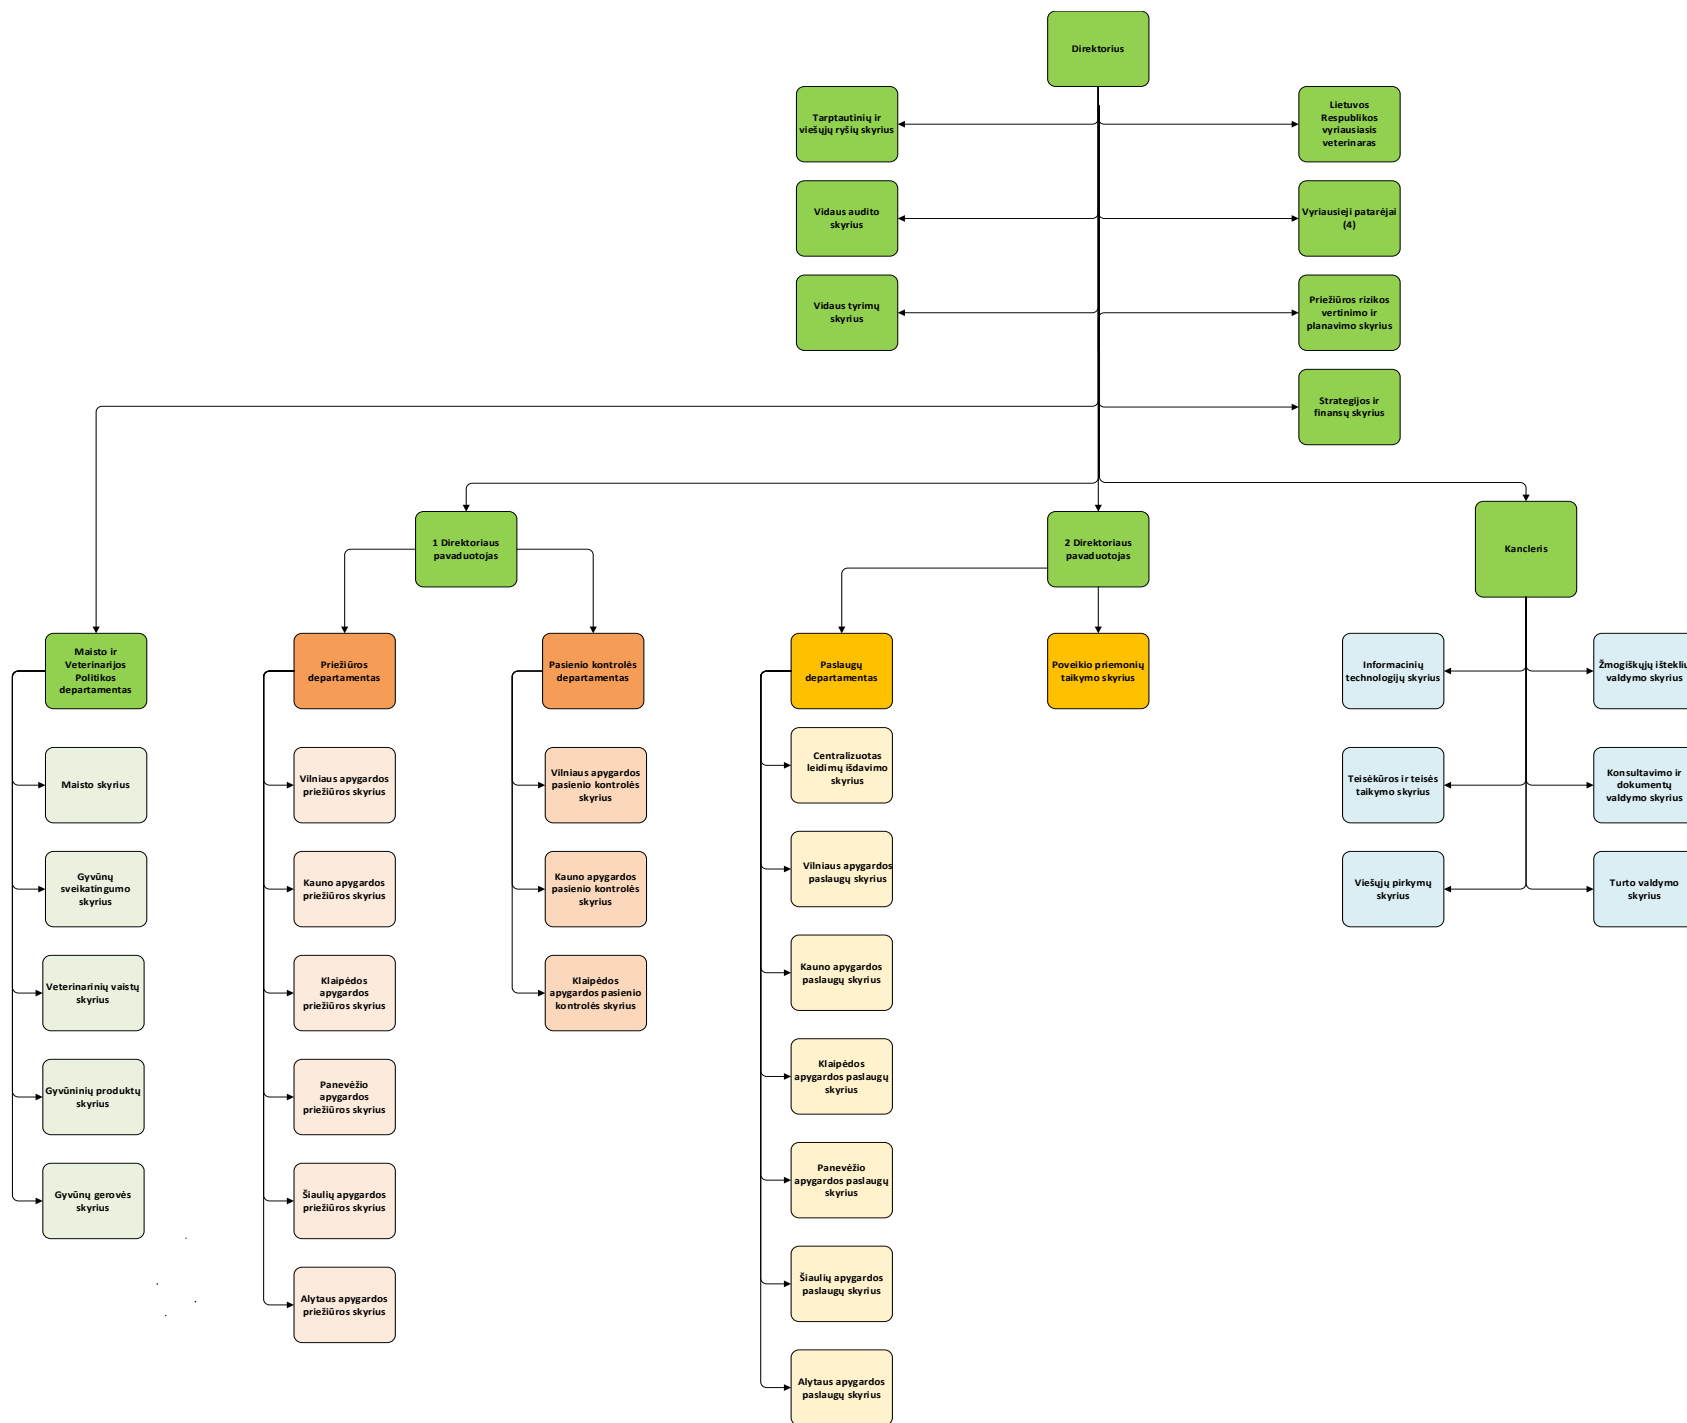 Direktorius
Tarptautinių ir
viešųjų ryšių skyrius
Lietuvos
Respublikos
vyriausiasis
veterinaras
Vidaus audito
skyrius
Vyriausieji patarėjai
(4)
Vidaus tyrimų
skyrius
Priežiūros rizikos
vertinimo ir
planavimo skyrius
Strategijos ir
finansų skyrius
1 Direktoriaus
pavaduotojas
2 Direktoriaus
pavaduotojas
Kancleris
Maisto ir
Veterinarijos
Politikos
departamentas
Priežiūros
departamentas
Pasienio kontrolės
departamentas
Paslaugų
departamentas
Poveikio priemonių
taikymo skyrius
Informacinių
technologijų skyrius
Žmogiškųjų išteklių
valdymo skyrius
Maisto skyrius
Vilniaus apygardos
priežiūros skyrius
Vilniaus apygardos
pasienio kontrolės
skyrius
Centralizuotas
leidimų išdavimo
skyrius
Teisėkūros ir teisės
taikymo skyrius
Konsultavimo ir
dokumentų
valdymo skyrius
Gyvūnų
sveikatingumo
skyrius
Kauno apygardos
priežiūros skyrius
Kauno apygardos
pasienio kontrolės
skyrius
Vilniaus apygardos
paslaugų skyrius
Viešųjų pirkymų
skyrius
Turto valdymo
skyrius
Veterinarinių vaistų
skyrius
Klaipėdos
apygardos
priežiūros skyrius
Klaipėdos
apygardos pasienio
kontrolės skyrius
Kauno apygardos
paslaugų skyrius
Gyvūninių produktų
skyrius
Panevėžio
apygardos
priežiūros skyrius
Klaipėdos
apygardos paslaugų
skyrius
Gyvūnų gerovės
skyrius
Šiaulių apygardos
priežiūros skyrius
Panevėžio
apygardos paslaugų
skyrius
Alytaus apygardos
priežiūros skyrius
Šiaulių apygardos
paslaugų skyrius
Alytaus apygardos
paslaugų skyrius